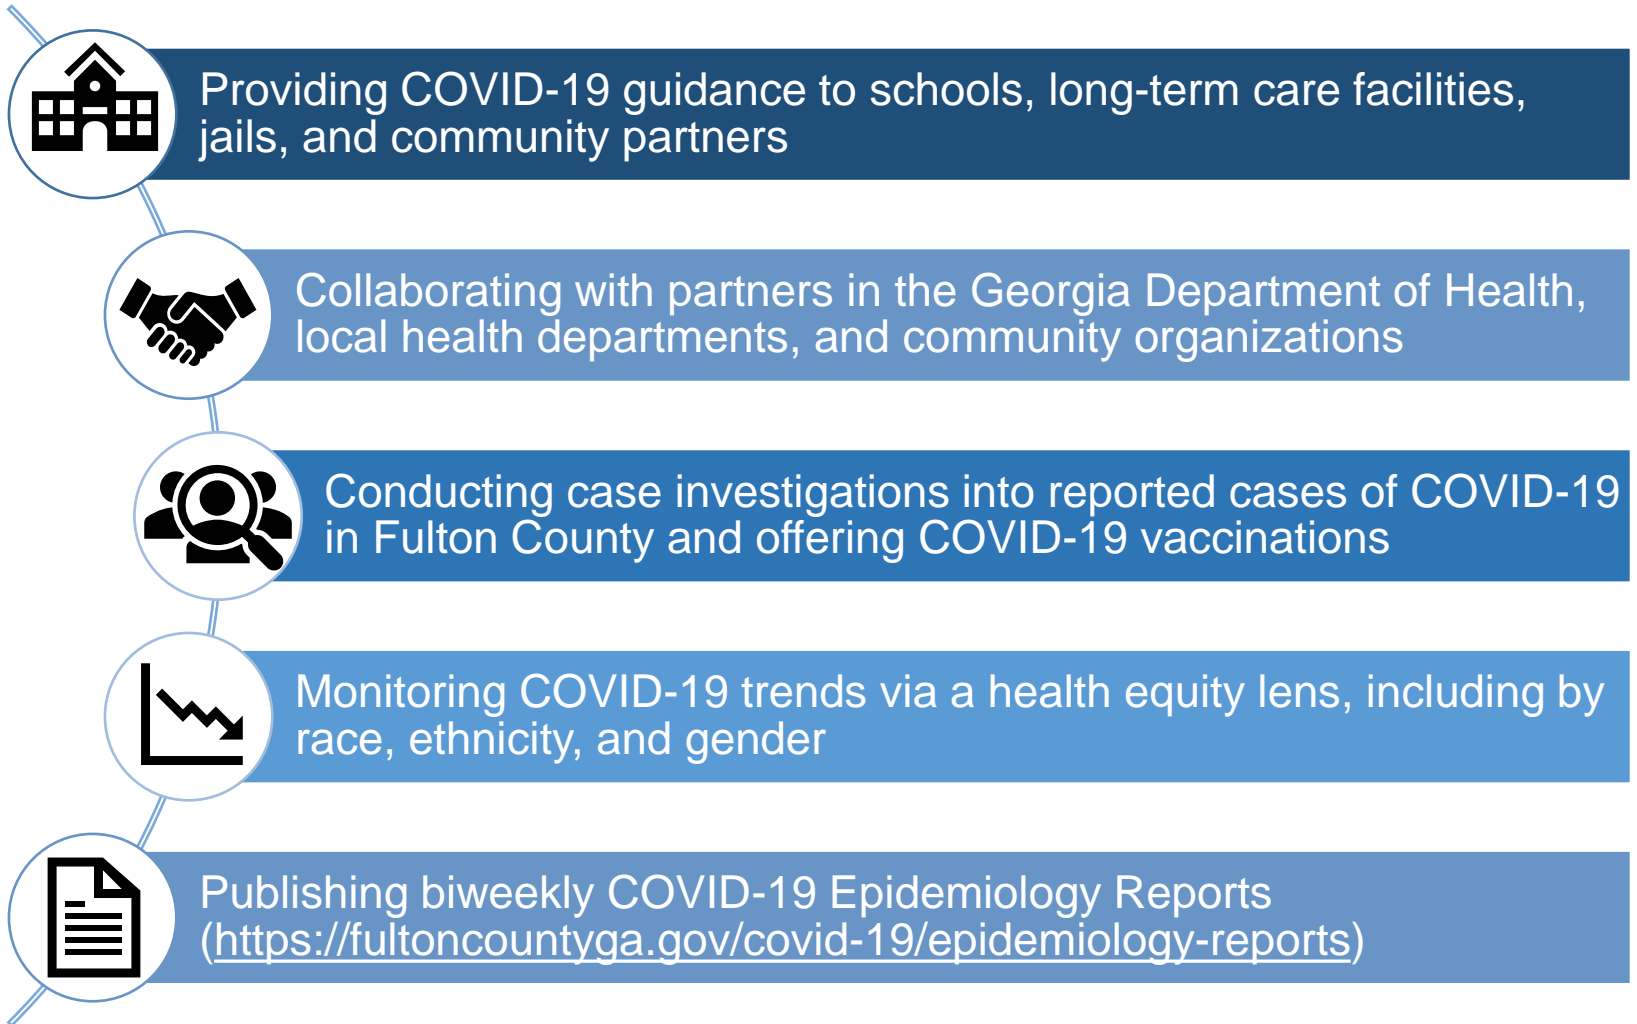 Providing COVID-19 guidance to schools, long-term care facilities,
jails, and community partners
Collaborating with partners in the Georgia Department of Health,
local health departments, and community organizations
Conducting case investigations into reported cases of COVID-19
in Fulton County and offering COVID-19 vaccinations
Monitoring COVID-19 trends via a health equity lens, including by
race, ethnicity, and gender
Publishing biweekly COVID-19 Epidemiology Reports
(https://fultoncountyga.gov/covid-19/epidemiology-reports)